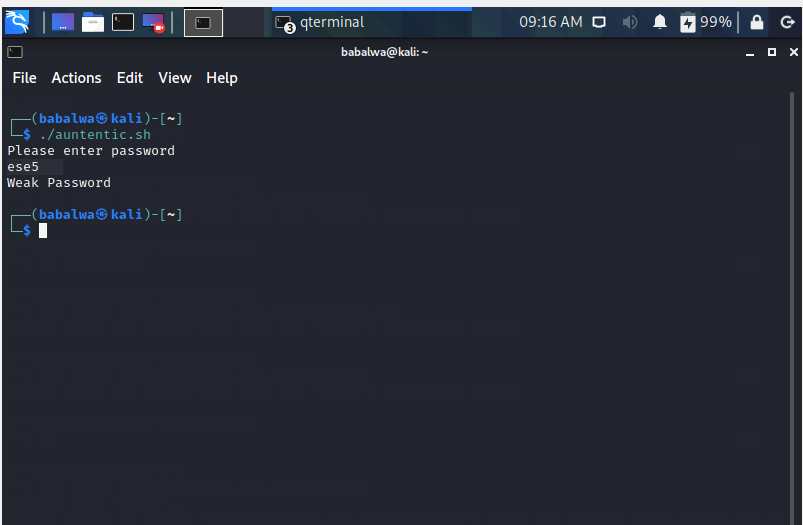 qterminal 09:16 AM 99%
3
babalwa@kali: ~
File Actions Edit View Help
┌──(babalwa㉿kali)-[~]
└─$ ./auntentic.sh
Please enter password
ese5
Weak Password
┌──(babalwa㉿kali)-[~]
└─$